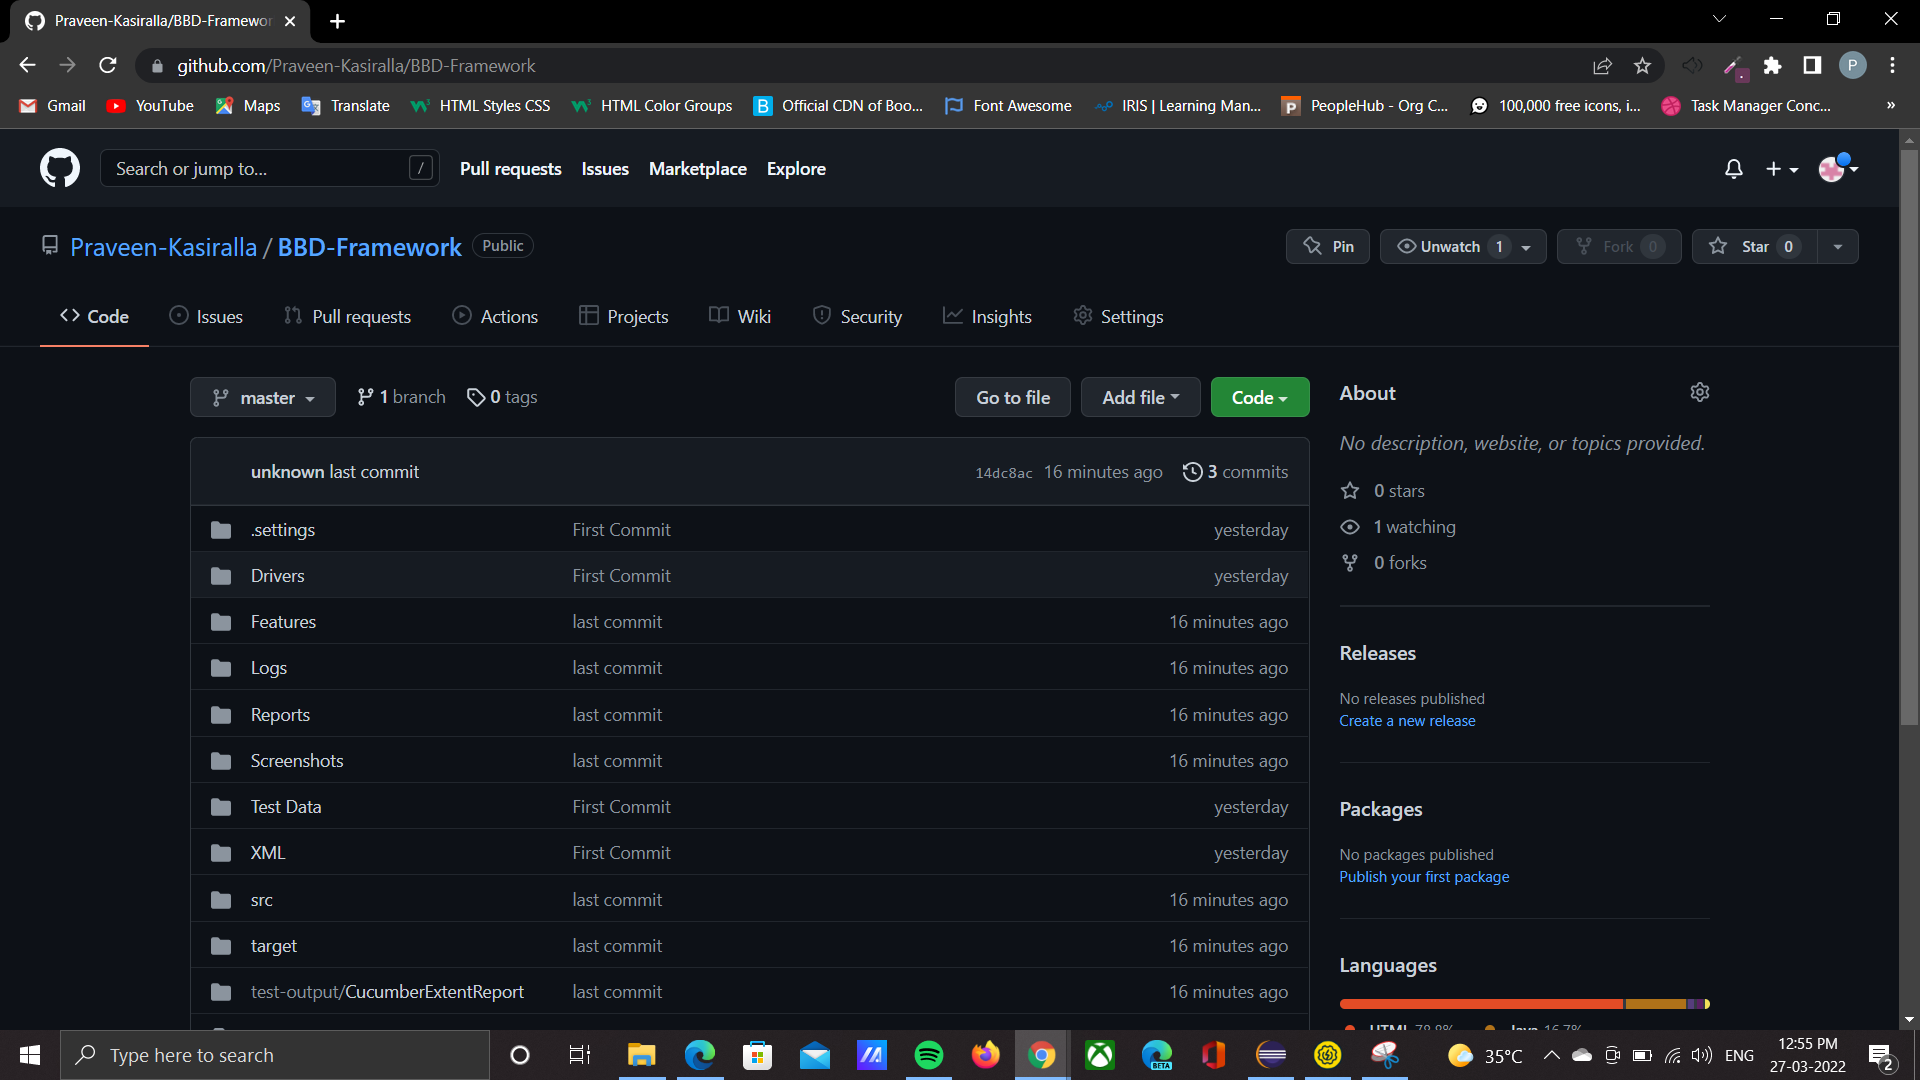 Praveen-Kasiralla/BBD-Framewor
github.com/Praveen-Kasiralla/BBD-Framework
P
Gmail YouTube Maps Translate HTML Styles CSS HTML Color Groups B Official CDN of Boo... Font Awesome IRIS | Learning Man... P PeopleHub - Org C... 100,000 free icons, i... Task Manager Conc... »
Search or jump to... / Pull requests Issues Marketplace Explore
Praveen-Kasiralla / BBD-Framework Public Pin Unwatch 1 Fork 0 Star 0
Code Issues Pull requests Actions Projects Wiki Security Insights Settings
master 1 branch 0 tags Go to file Add file Code
unknown last commit 14dc8ac 16 minutes ago 3 commits
.settings First Commit yesterday
Drivers First Commit yesterday
Features last commit 16 minutes ago
Logs last commit 16 minutes ago
Reports last commit 16 minutes ago
Screenshots last commit 16 minutes ago
Test Data First Commit yesterday
XML First Commit yesterday
src last commit 16 minutes ago
target last commit 16 minutes ago
test-output/CucumberExtentReport last commit 16 minutes ago
About
No description, website, or topics provided.
0 stars
1 watching
0 forks
Releases
No releases published
Create a new release
Packages
No packages published
Publish your first package
Languages
HTML 78.8% Java 16.7%
Type here to search
BETA
35°C
ENG
12:55 PM
27-03-2022
2